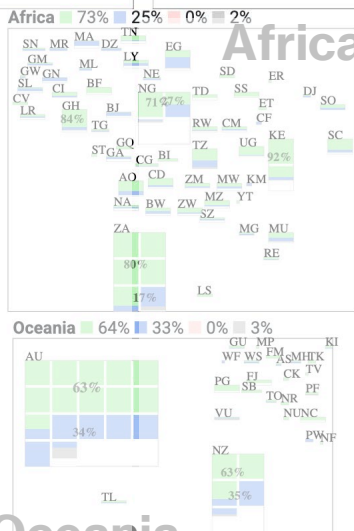 Africa 73% 25% 0% 2%
Africa
SN MR MA DZ TN
LY EG
GM ML
GW GN NE SD ER
SL CI BF NG TD SS DJ
CV 71% 27% ET SO
LR GH BJ CF
84% TG RW CM KE SC
GQ TZ UG
ST GA CG BI 92%
AO CD ZM MW KM
NA BW ZW MZ YT
SZ
ZA MG MU
80% RE
17% LS
Oceania 64% 33% 0% 3%
GU MP KI
AU WF WS FM AS MH TK
CK TV
63% PG FJ PF
SB
TO NR
34% VU NU NC
PW NF
NZ
63%
TL 35%
Oceania